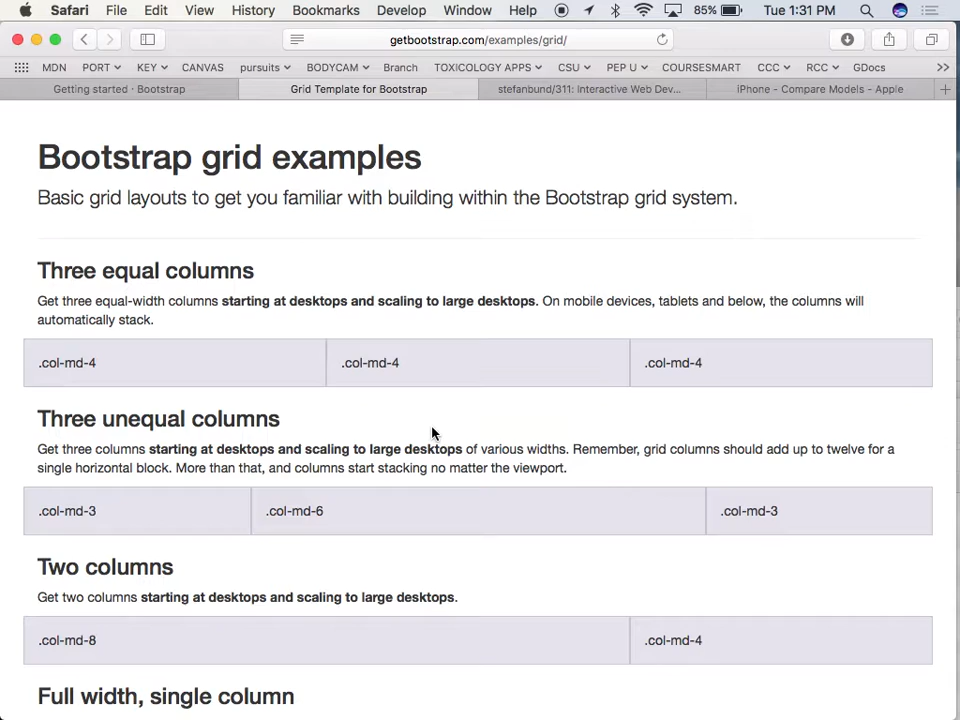 Safari File Edit View History Bookmarks Develop Window Help 85% Tue 1:31 PM
getbootstrap.com/examples/grid/
MDN PORT KEY CANVAS pursuits BODYCAM Branch TOXICOLOGY APPS CSU PEP U COURSESMART CCC RCC GDocs >>
Getting started · Bootstrap Grid Template for Bootstrap stefanbund/311: Interactive Web Dev... iPhone - Compare Models - Apple +
Bootstrap grid examples
Basic grid layouts to get you familiar with building within the Bootstrap grid system.
Three equal columns
Get three equal-width columns starting at desktops and scaling to large desktops. On mobile devices, tablets and below, the columns will
automatically stack.
.col-md-4 .col-md-4 .col-md-4
Three unequal columns
Get three columns starting at desktops and scaling to large desktops of various widths. Remember, grid columns should add up to twelve for a
single horizontal block. More than that, and columns start stacking no matter the viewport.
.col-md-3 .col-md-6 .col-md-3
Two columns
Get two columns starting at desktops and scaling to large desktops.
.col-md-8 .col-md-4
Full width, single column